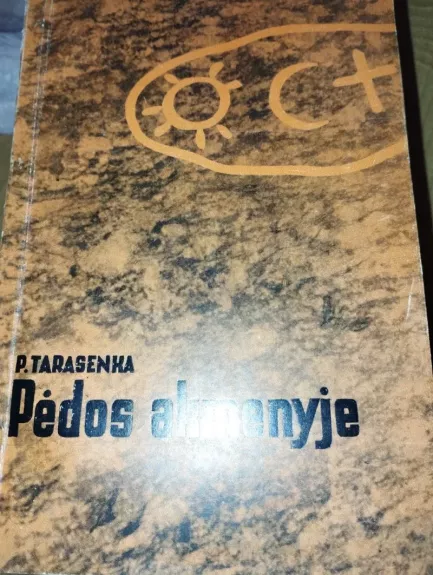 P. TARASENKA
Pėdos akmenyje